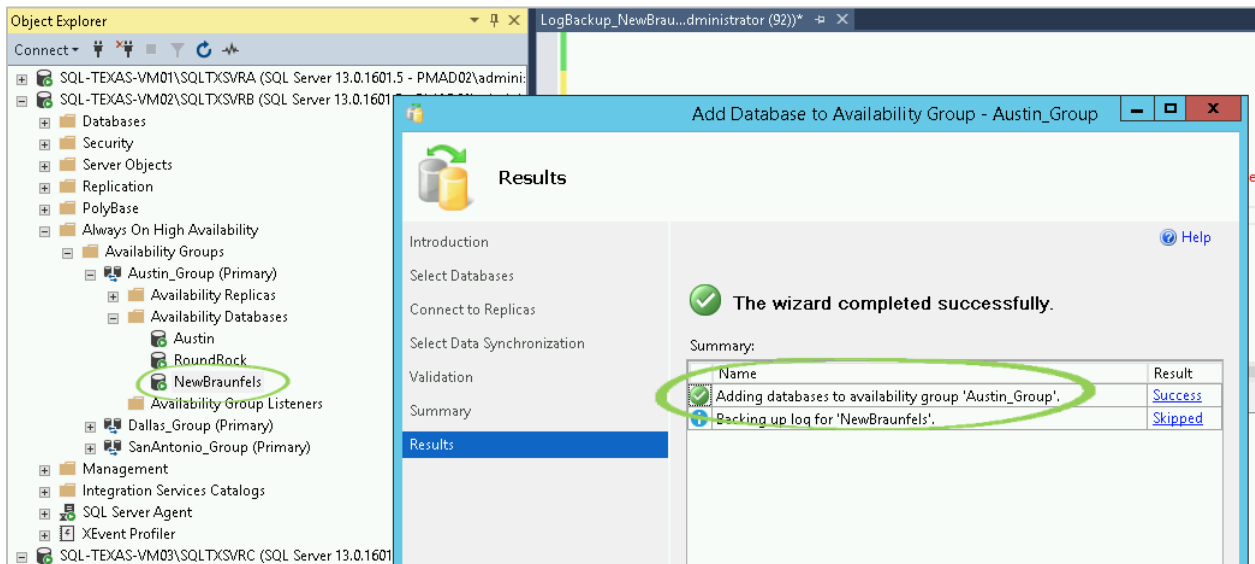 Object Explorer
LogBackup_NewBrau...dministrator (92))*
Connect
SQL-TEXAS-VM01\SQLTXSVRA (SQL Server 13.0.1601.5 - PMAD02\admini:
SQL-TEXAS-VM02\SQLTXSVRB (SQL Server 13.0.1601
Databases
Security
Server Objects
Replication
PolyBase
Always On High Availability
Availability Groups
Austin_Group (Primary)
Availability Replicas
Availability Databases
Austin
RoundRock
NewBraunfels
Availability Group Listeners
Dallas_Group (Primary)
SanAntonio_Group (Primary)
Management
Integration Services Catalogs
SQL Server Agent
XEvent Profiler
SQL-TEXAS-VM03\SQLTXSVRC (SQL Server 13.0.1601
Add Database to Availability Group - Austin_Group
Results
Introduction
Select Databases
Connect to Replicas
Select Data Synchronization
Validation
Summary
Results
Help
The wizard completed successfully.
Summary:
Name Result
Adding databases to availability group 'Austin_Group'. Success
Backing up log for 'NewBraunfels'. Skipped